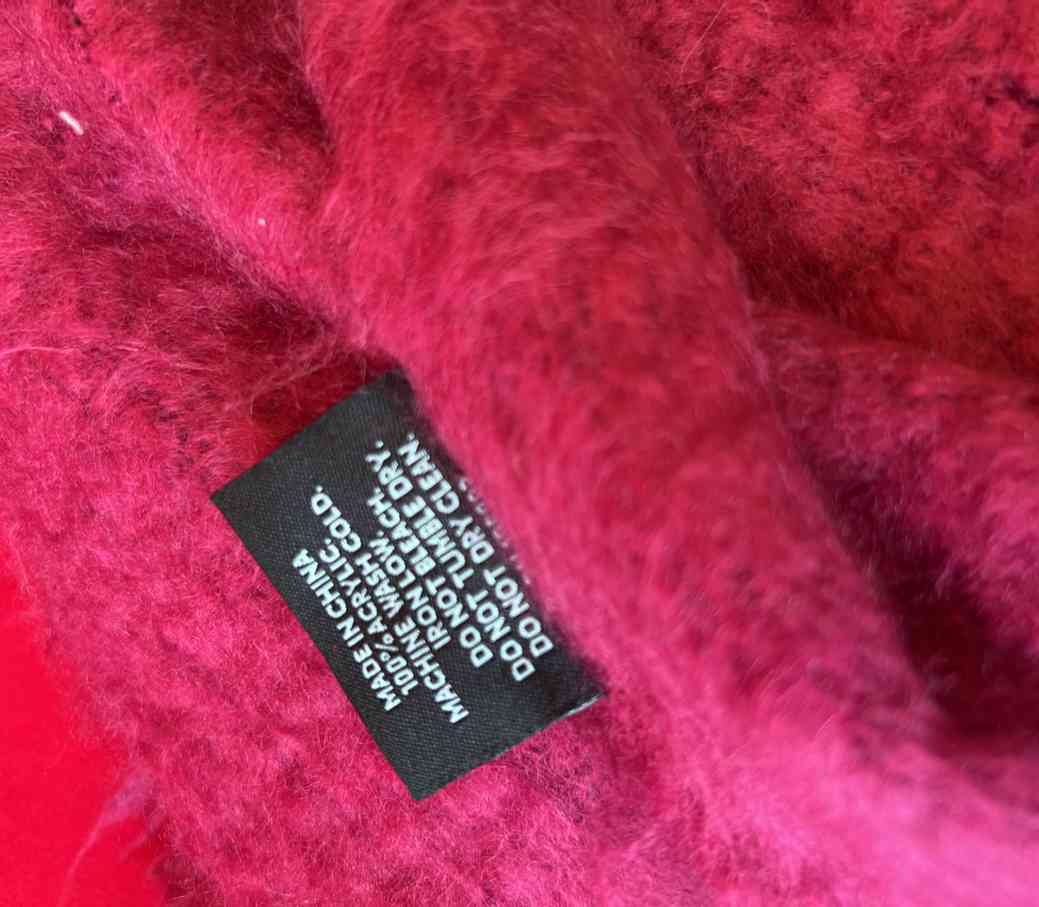 MADE IN CHINA
100% ACRYLIC.
MACHINE WASH COLD.
IRON LOW.
DO NOT BLEACH.
DO NOT TUMBLE DRY.
DO NOT DRY CLEAN.